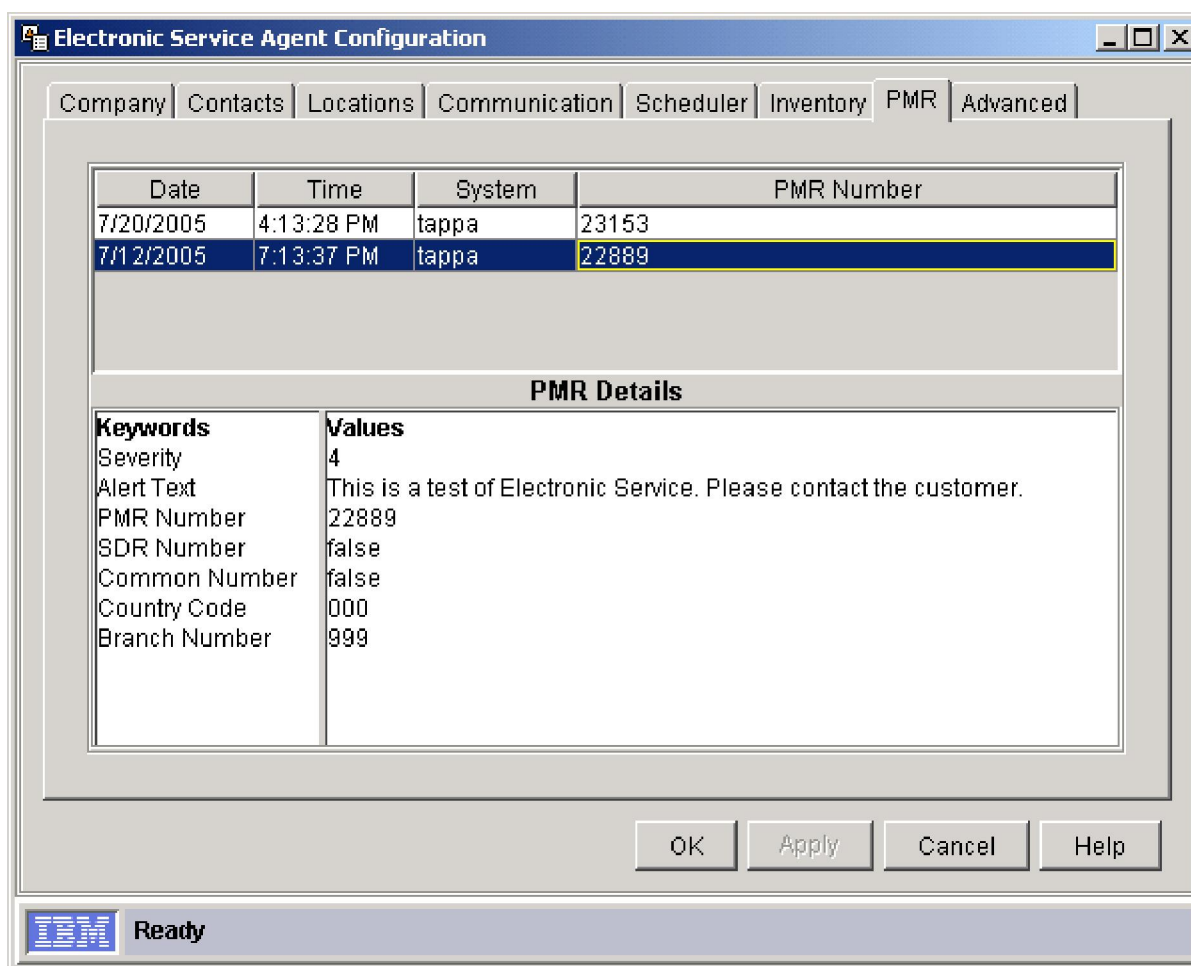 Electronic Service Agent Configuration
Company Contacts Locations Communication Scheduler Inventory PMR Advanced
Date Time System PMR Number
7/20/2005 4:13:28 PM tappa 23153
7/12/2005 7:13:37 PM tappa 22889
PMR Details
Keywords Values
Severity 4
Alert Text This is a test of Electronic Service. Please contact the customer.
PMR Number 22889
SDR Number false
Common Number false
Country Code 000
Branch Number 999
OK Apply Cancel Help
IBM Ready